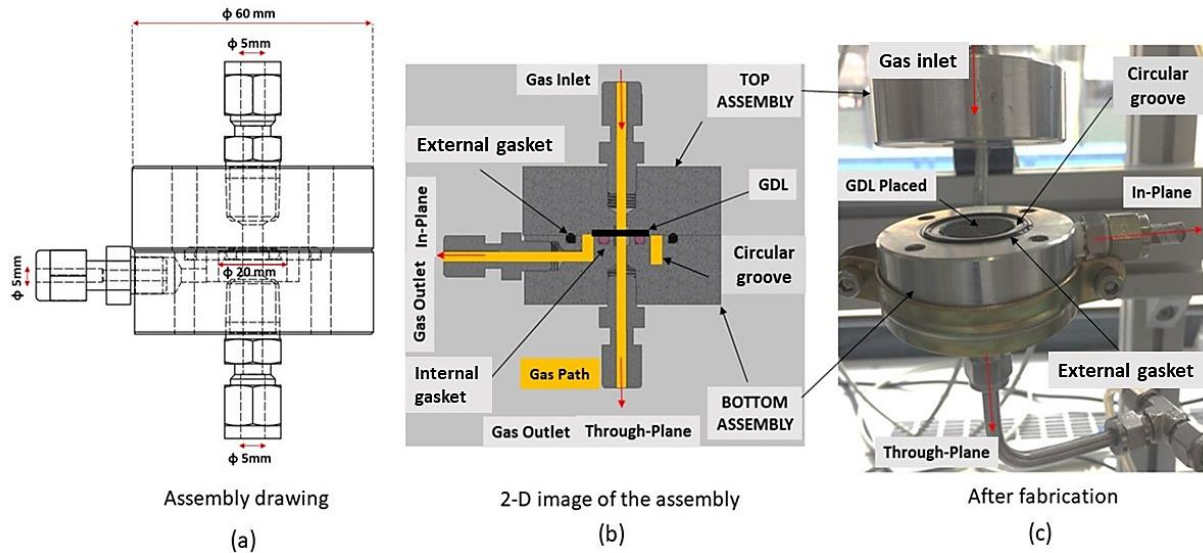 ϕ 60 mm
ϕ 5mm
ϕ 5mm
ϕ 20 mm
ϕ 5mm
Assembly drawing
(a)
Gas Inlet
TOP
ASSEMBLY
External gasket
GDL
Gas Outlet In-Plane
Circular
groove
Internal
gasket
Gas Path
BOTTOM
ASSEMBLY
Gas Outlet Through-Plane
2-D image of the assembly
(b)
Gas inlet
Circular
groove
GDL Placed
In-Plane
External gasket
Through-Plane
After fabrication
(c)